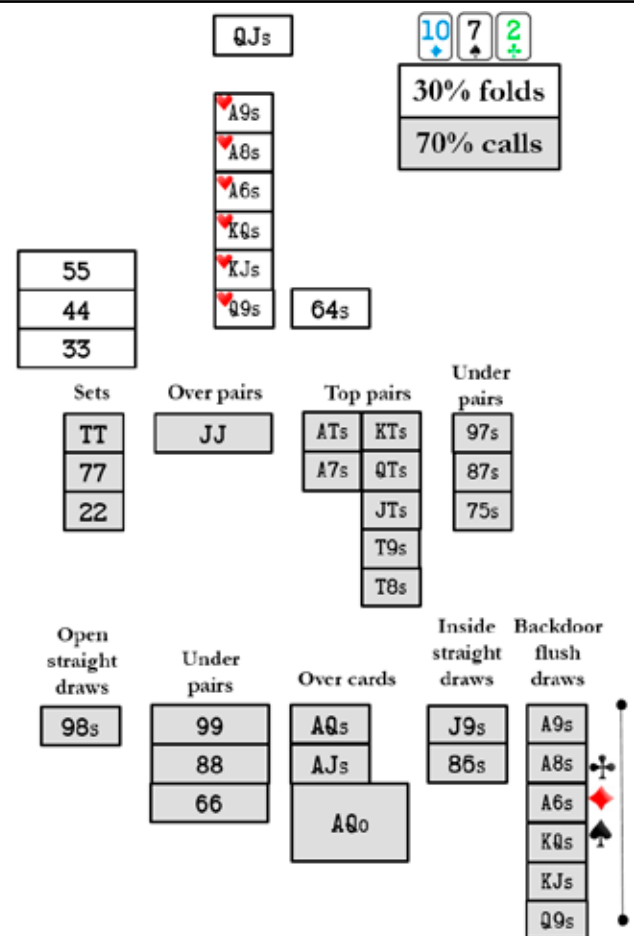 QJs
10 7 2
30% folds
70% calls
A9s
A8s
A6s
KQs
KJs
Q9s
64s
55
44
33
Sets
TT
77
22
Over pairs
JJ
Top pairs
ATs KTs
A7s QTs
JTs
T9s
T8s
Under
pairs
97s
87s
75s
Open
straight
draws
98s
Under
pairs
99
88
66
Over cards
AQs
AJs
AQo
Inside
straight
draws
J9s
86s
Backdoor
flush
draws
A9s
A8s
A6s
KQs
KJs
Q9s